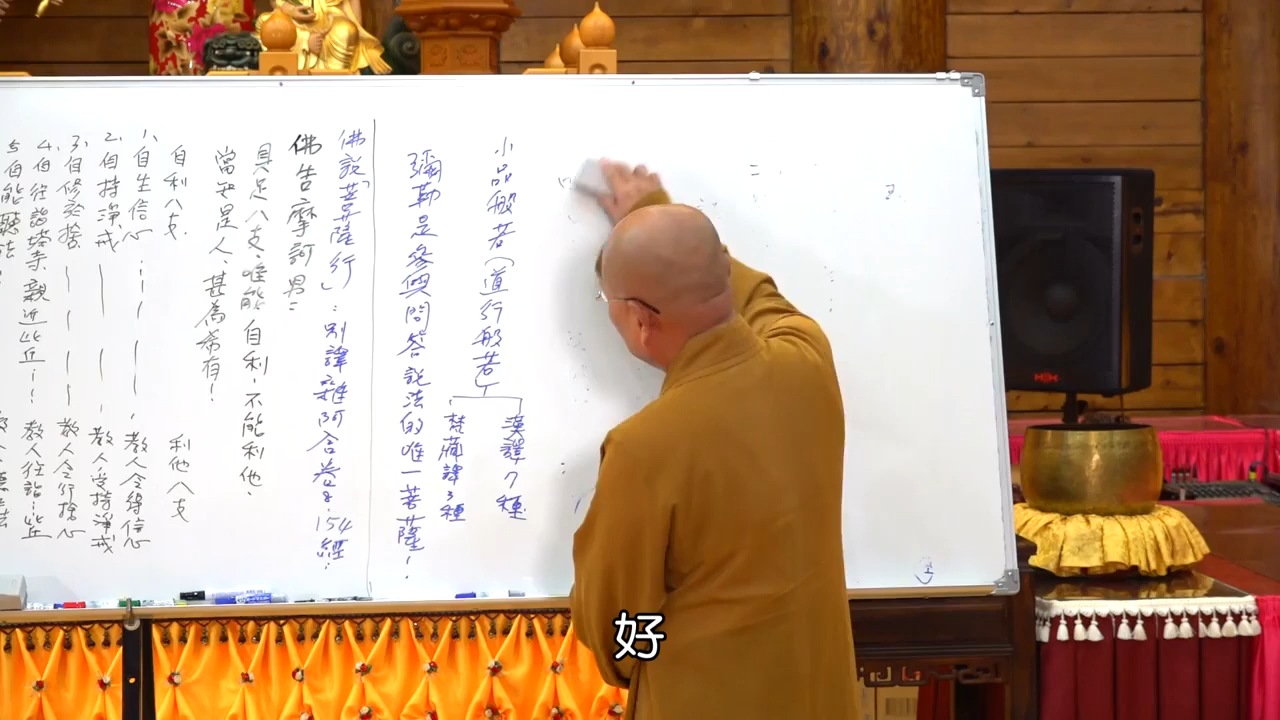 小品般若(道行般若)
漢譯7種
梵藏譯3種
彌勒是參與問答說法的唯一菩薩!
佛說「菩薩行」:別譯雜阿含卷8.154經:
佛告摩訶男:
具足八支,唯能自利,不能利他,
當知是人,甚為希有!
自利八支. 利他八支
1、自生信心……教人令得信心
2、自持淨戒——教人受持淨戒
3、自修惠捨——教人令行捨心
4、自往詣塔寺親近比丘…!教人往詣…比丘
5、自能聽法
好